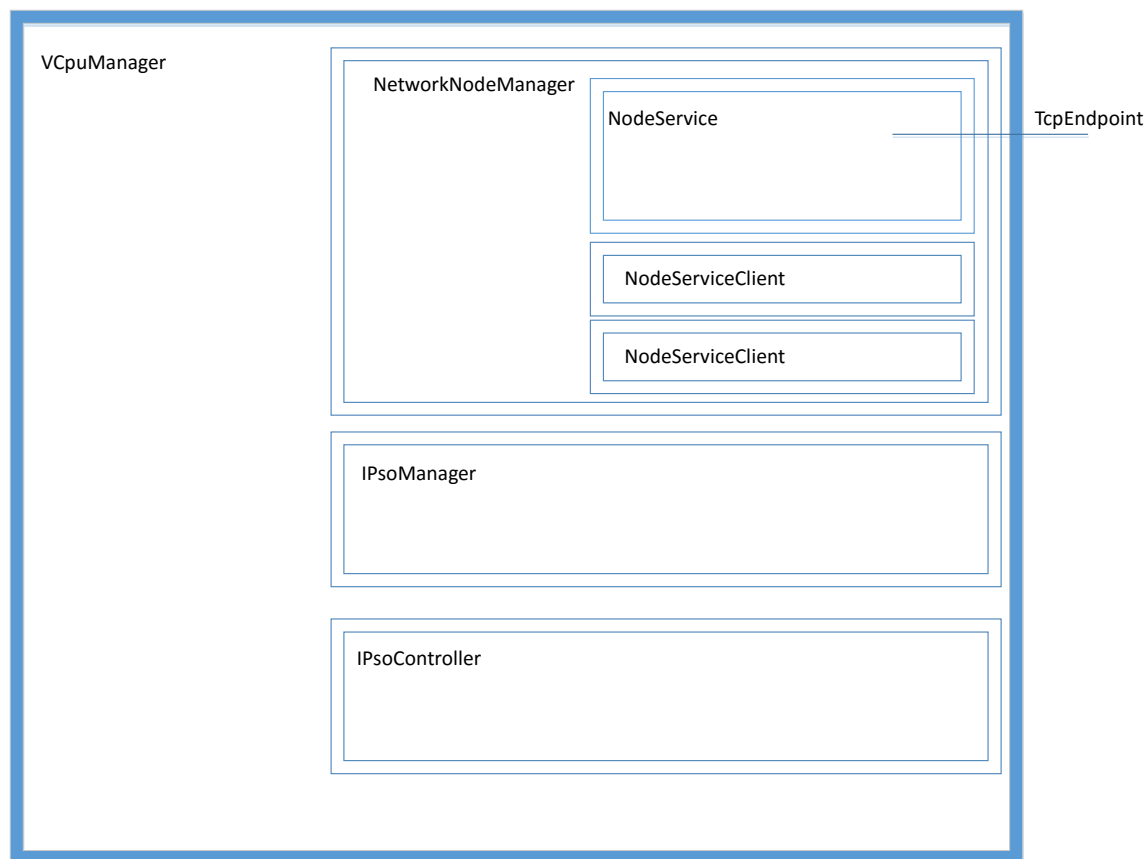 VCpuManager
NetworkNodeManager
NodeService
TcpEndpoint
NodeServiceClient
NodeServiceClient
IPsoManager
IPsoController